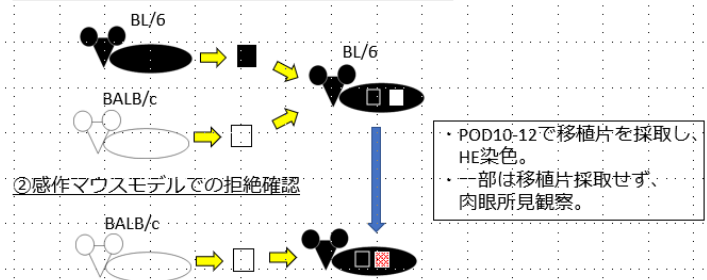 BL/6
BL/6
BALB/c
・POD10-12で移植片を採取し、
HE染色。
・一部は移植片採取せず、
肉眼所見観察。
②感作マウスモデルでの拒絶確認
BALB/c